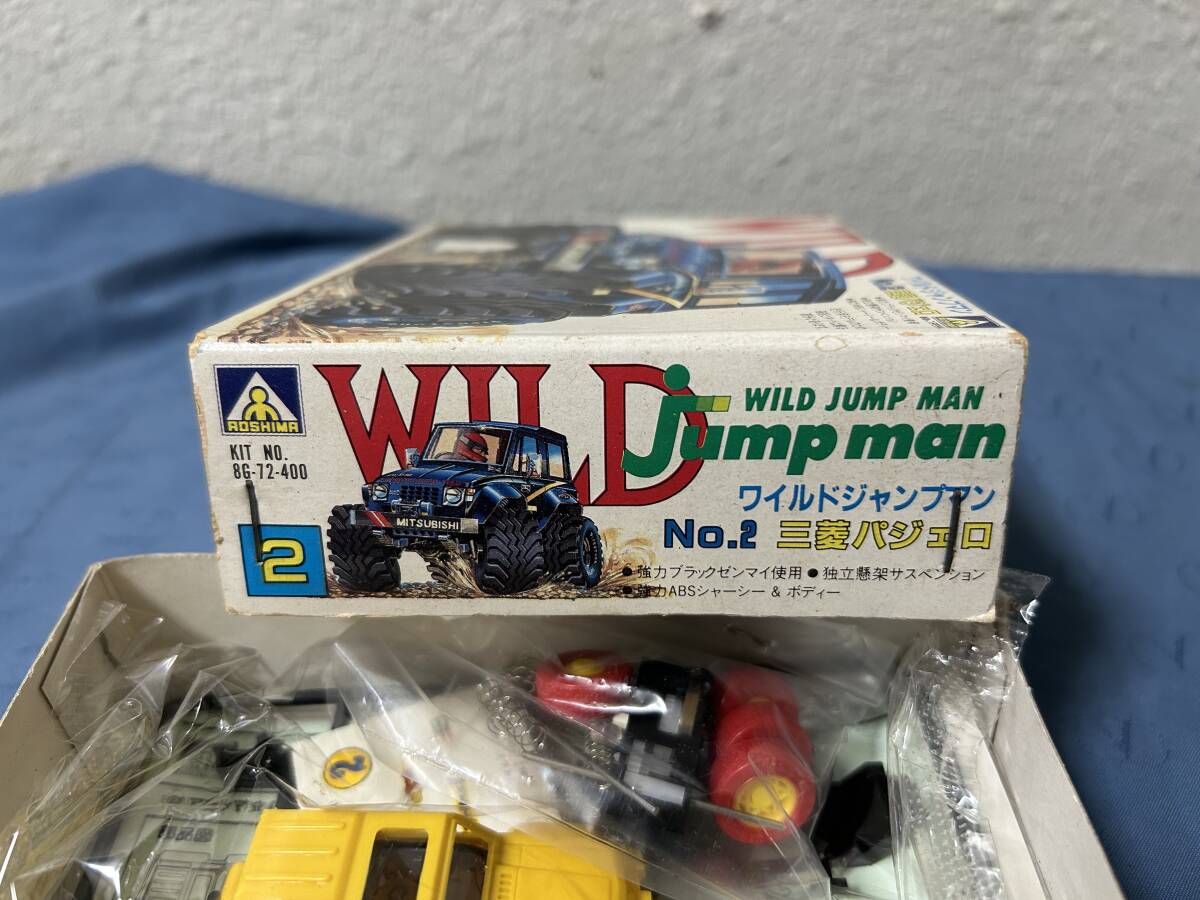 WILD
AOSHIMA
KIT NO.
8G-72-400
2
WILD
WILD JUMP MAN
Jump man
ワイルドジャンプマン
No.2 三菱パジェロ
MITSUBISHI
●強力ブラックゼンマイ使用 ●独立懸架サスペンション
●強力ABSシャーシー & ボディー
2